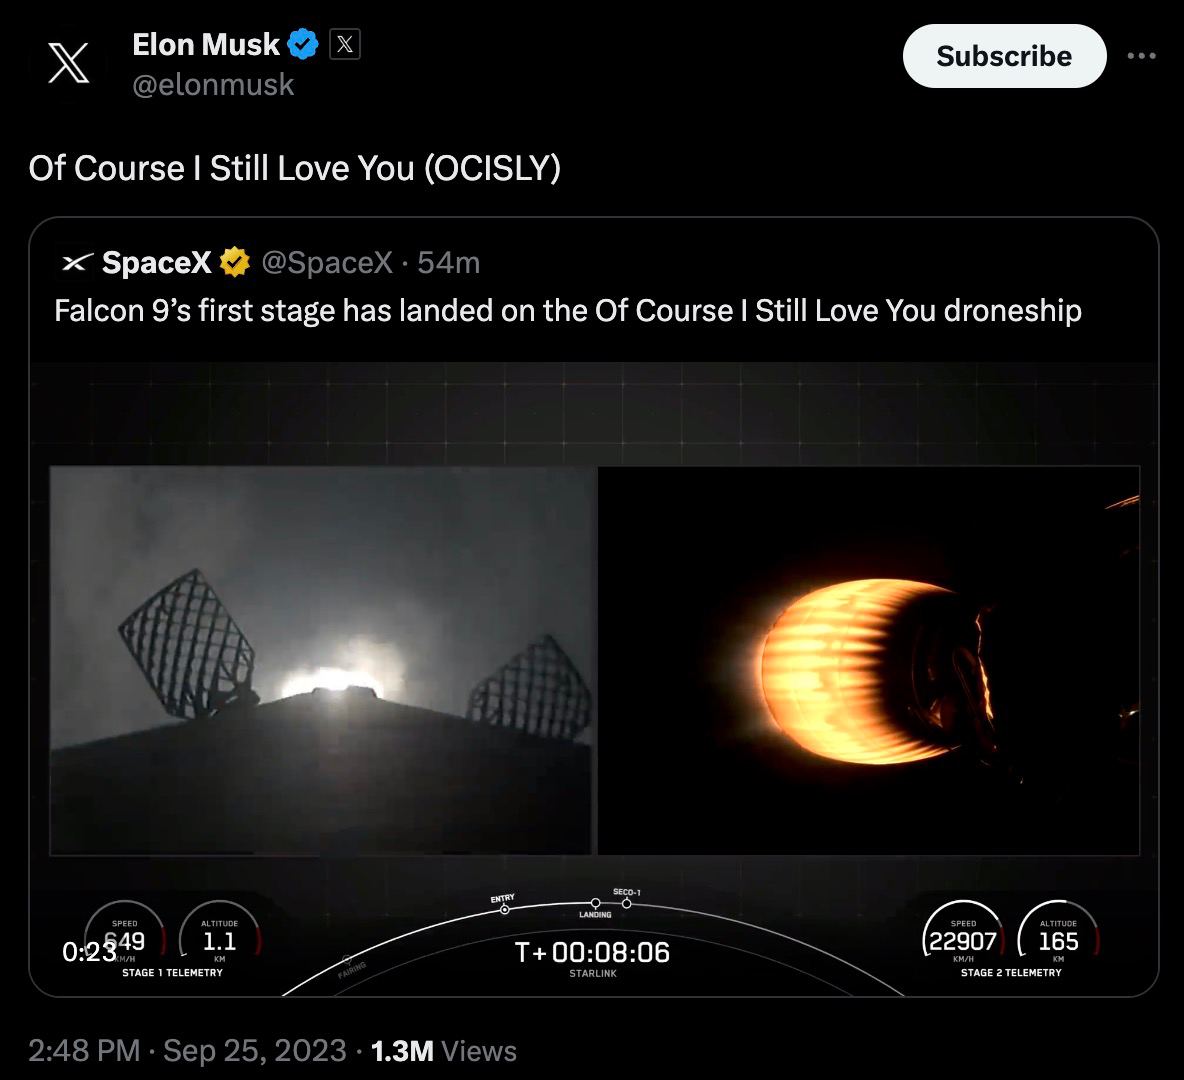 Elon Musk
@elonmusk
Subscribe
Of Course I Still Love You (OCISLY)
SpaceX @SpaceX · 54m
Falcon 9’s first stage has landed on the Of Course I Still Love You droneship
ENTRY
LANDING
SECO-1
FAIRING
0:23
SPEED
649
KM/H
ALTITUDE
1.1
KM
STAGE 1 TELEMETRY
T+00:08:06
STARLINK
SPEED
22907
KM/H
ALTITUDE
165
KM
STAGE 2 TELEMETRY
2:48 PM · Sep 25, 2023 · 1.3M Views